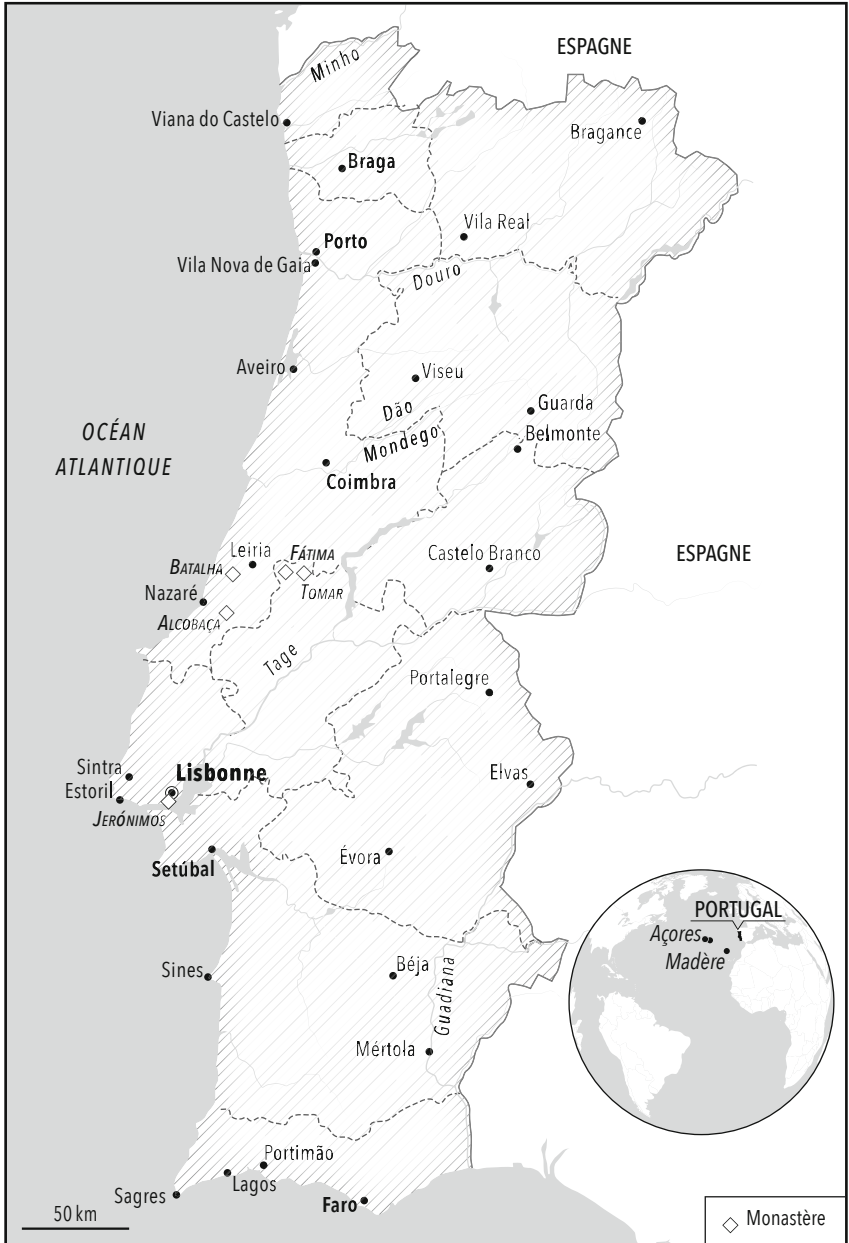 ESPAGNE
Minho
Viana do Castelo
Bragance
Braga
Vila Real
Porto
Vila Nova de Gaia
Douro
Aveiro
Viseu
Dão
Guarda
OCÉAN
ATLANTIQUE
Mondego
Belmonte
Coimbra
Leiria
FÁTIMA
Castelo Branco
ESPAGNE
BATALHA
Nazaré
TOMAR
ALCOBAÇA
Tage
Portalegre
Sintra
Lisbonne
Elvas
Estoril
JERÓNIMOS
Setúbal
Évora
PORTUGAL
Açores
Madère
Sines
Béja
Guadiana
Mértola
Portimão
Lagos
Sagres
Faro
50 km
Monastère